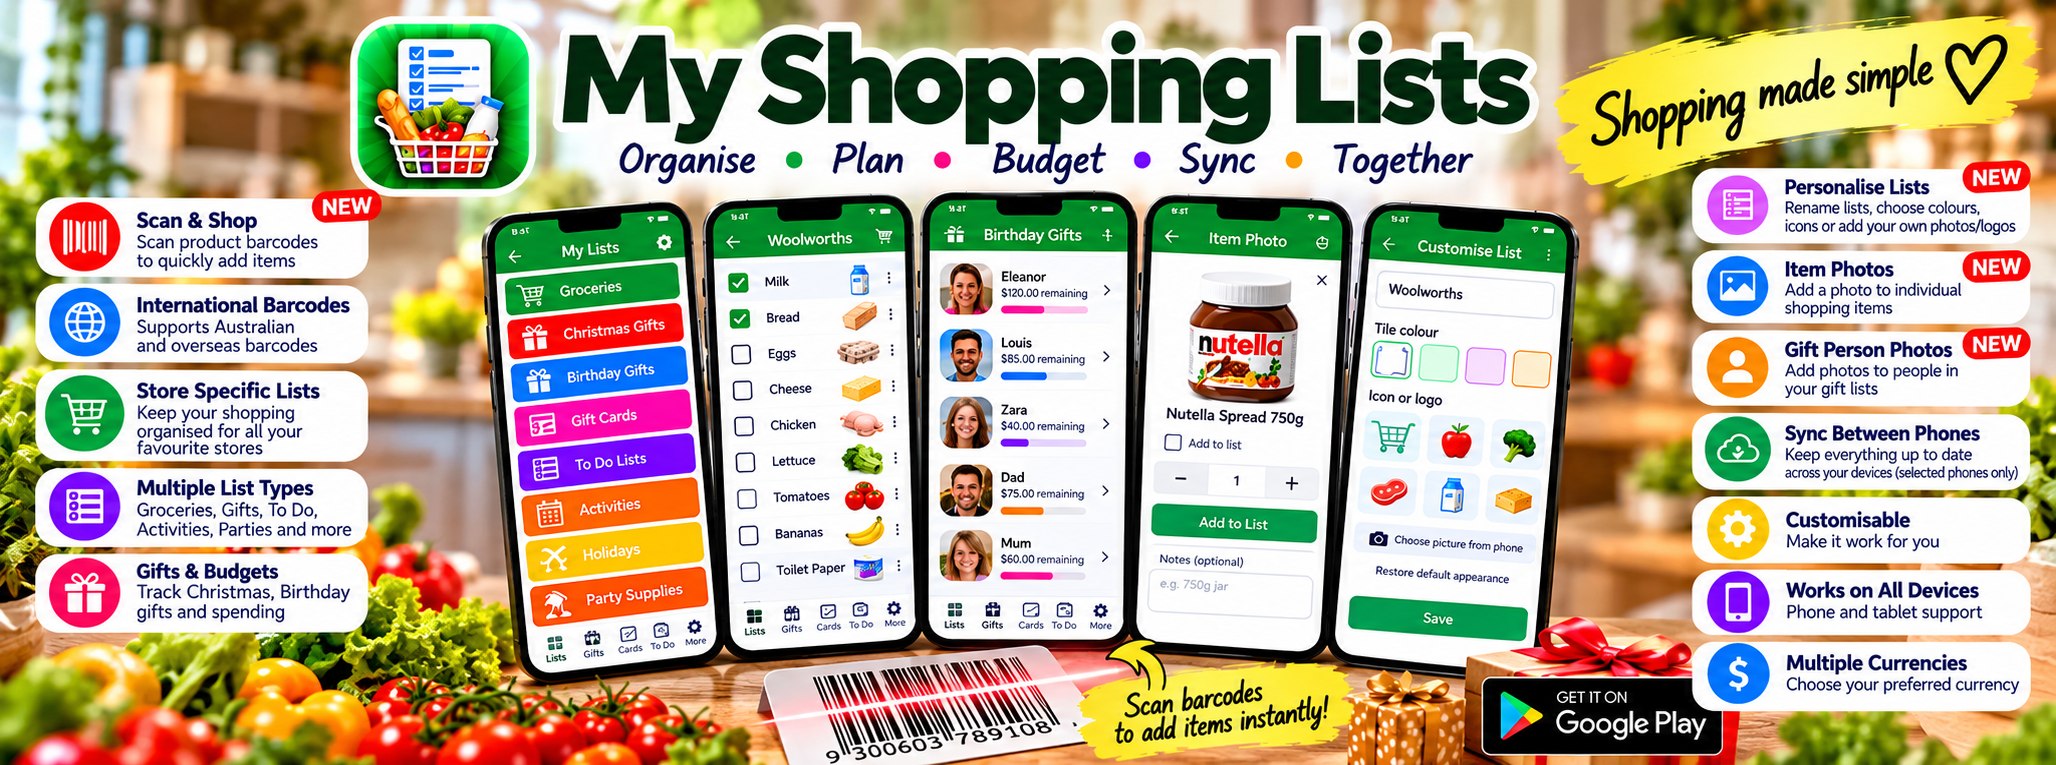 My Shopping Lists
Organise • Plan • Budget • Sync • Together
Shopping made simple
NEW
Scan & Shop
Scan product barcodes
to quickly add items
International Barcodes
Supports Australian
and overseas barcodes
Store Specific Lists
Keep your shopping
organised for all your
favourite stores
Multiple List Types
Groceries, Gifts, To Do,
Activities, Parties and more
Gifts & Budgets
Track Christmas, Birthday
gifts and spending
My Lists
Groceries
Christmas Gifts
Birthday Gifts
Gift Cards
To Do Lists
Activities
Holidays
Party Supplies
Lists
Gifts
Cards
To Do
More
Woolworths
Milk
Bread
Eggs
Cheese
Chicken
Lettuce
Tomatoes
Bananas
Toilet Paper
Lists
Gifts
Cards
To Do
More
Birthday Gifts
Eleanor
$120.00 remaining
Louis
$85.00 remaining
Zara
$40.00 remaining
Dad
$75.00 remaining
Mum
$60.00 remaining
Lists
Gifts
Cards
To Do
More
Item Photo
nutella
Nutella Spread 750g
Add to list
− 1 +
Add to List
Notes (optional)
e.g. 750g jar
Customise List
Woolworths
Tile colour
Icon or logo
Choose picture from phone
Restore default appearance
Save
NEW
Personalise Lists
Rename lists, choose colours,
icons or add your own photos/logos
NEW
Item Photos
Add a photo to individual
shopping items
NEW
Gift Person Photos
Add photos to people in
your gift lists
Sync Between Phones
Keep everything up to date
across your devices (selected phones only)
Customisable
Make it work for you
Works on All Devices
Phone and tablet support
$
Multiple Currencies
Choose your preferred currency
9 300603 789108
Scan barcodes
to add items instantly!
GET IT ON
Google Play